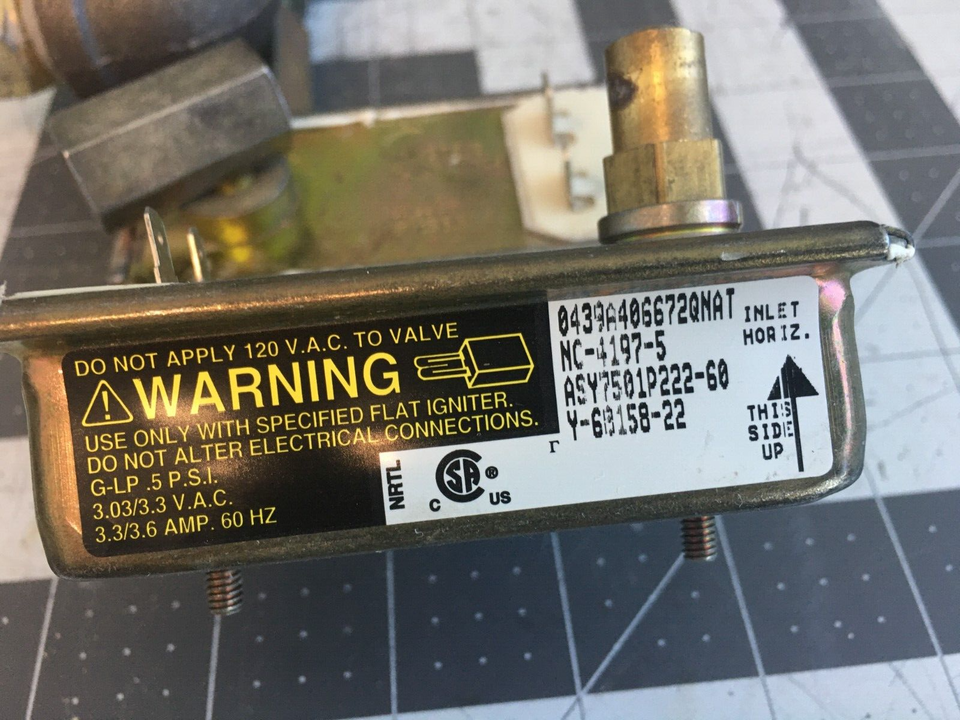 DO NOT APPLY 120 V.A.C. TO VALVE
WARNING
USE ONLY WITH SPECIFIED FLAT IGNITER.
DO NOT ALTER ELECTRICAL CONNECTIONS.
G-LP .5 P.S.I.
3.03/3.3 V.A.C.
3.3/3.6 AMP. 60 HZ
0439A406672QNAT
NC-4197-5
ASY7501P222-60
Y-60158-22
INLET
HORIZ.
THIS
SIDE
UP
NRTL
C SA ® US